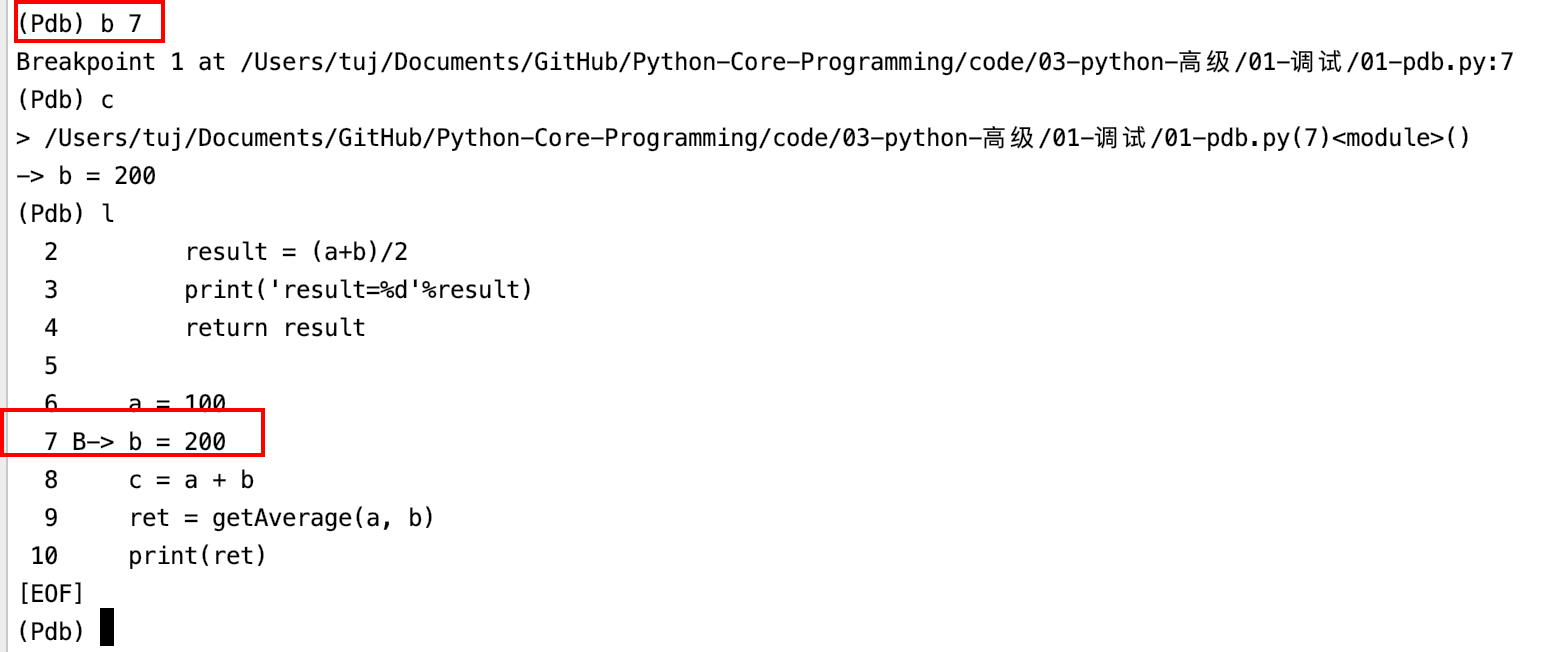 (Pdb) b 7
Breakpoint 1 at /Users/tuj/Documents/GitHub/Python-Core-Programming/code/03-python-高级/01-调试/01-pdb.py:7
(Pdb) c
> /Users/tuj/Documents/GitHub/Python-Core-Programming/code/03-python-高级/01-调试/01-pdb.py(7)<module>()
-> b = 200
(Pdb) l
  2         result = (a+b)/2
  3         print('result=%d'%result)
  4         return result
  5
  6     a = 100
  7 B-> b = 200
  8     c = a + b
  9     ret = getAverage(a, b)
 10     print(ret)
[EOF]
(Pdb)